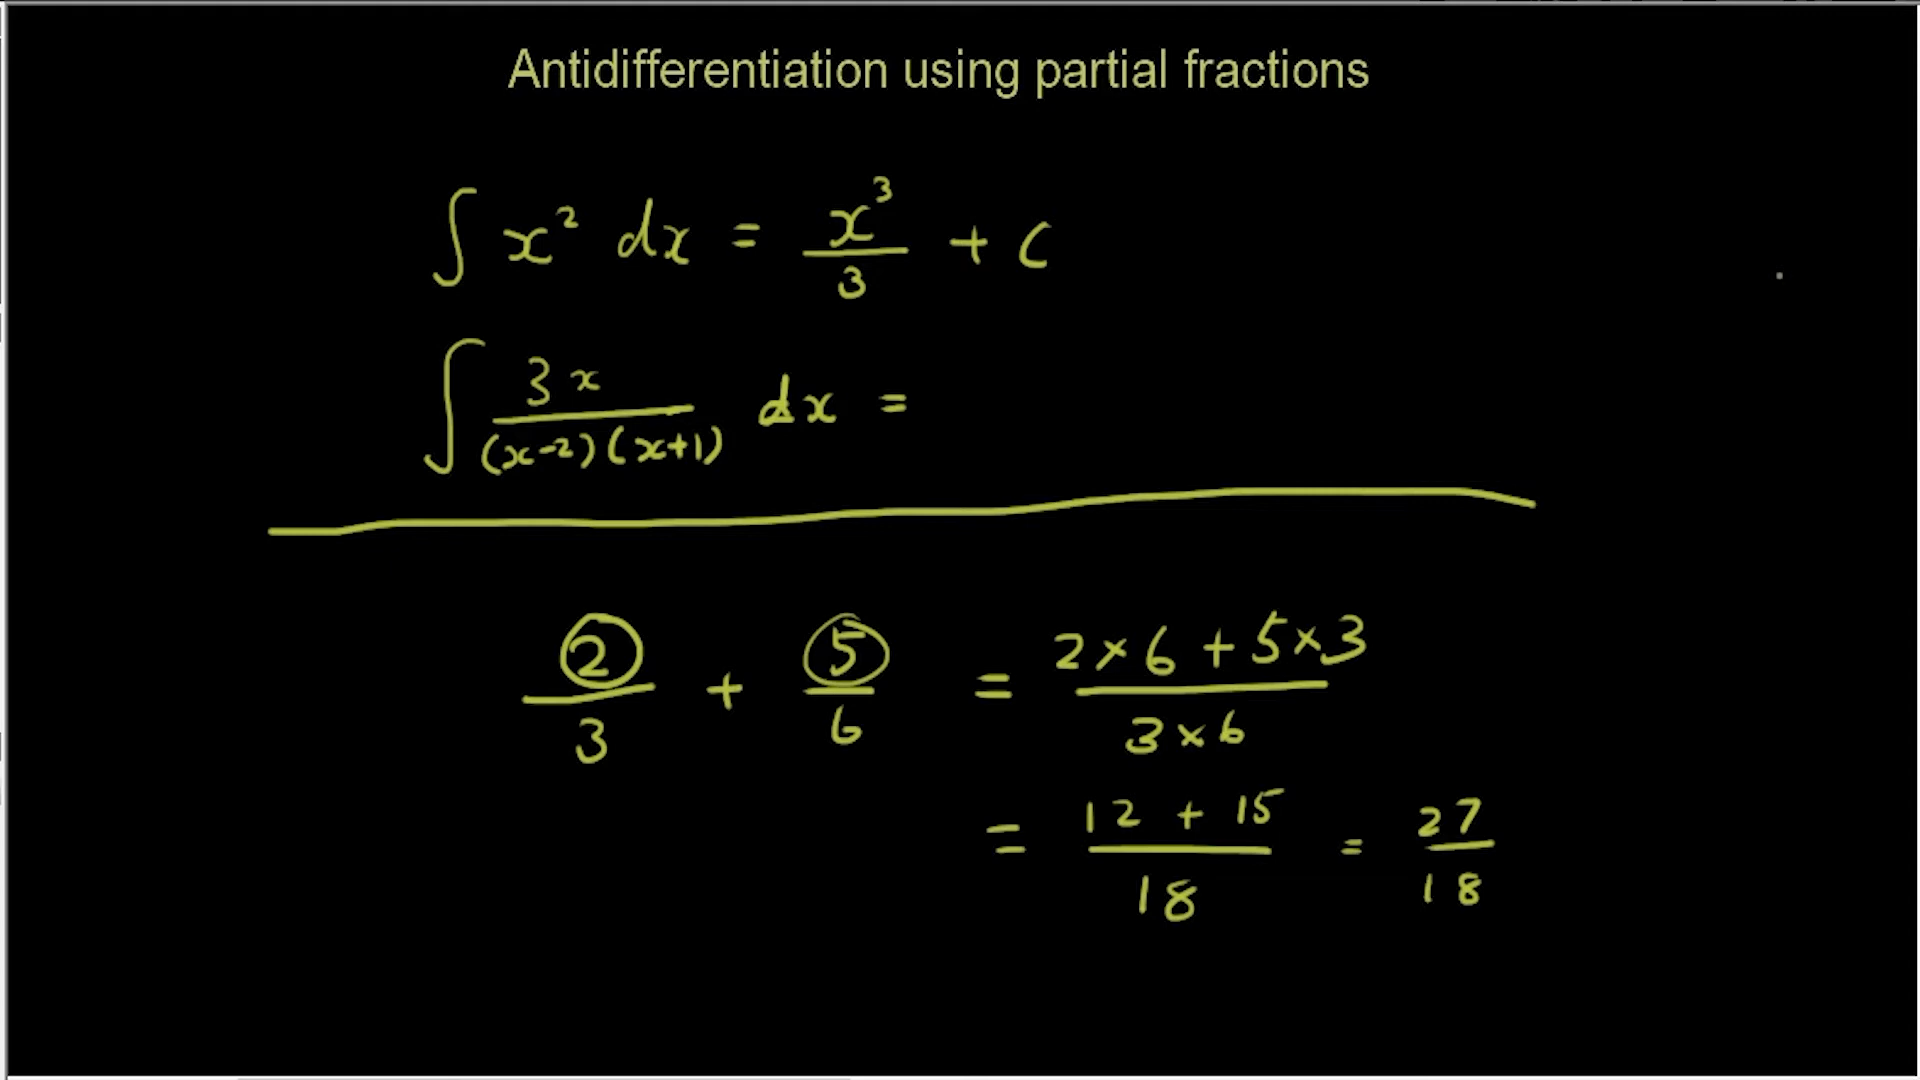 Antidifferentiation using partial fractions
∫ x² dx = x³/3 + C
∫ 3x/((x-2)(x+1)) dx =
2/3 + 5/6 = (2×6 + 5×3)/(3×6)
= (12 + 15)/18 = 27/18